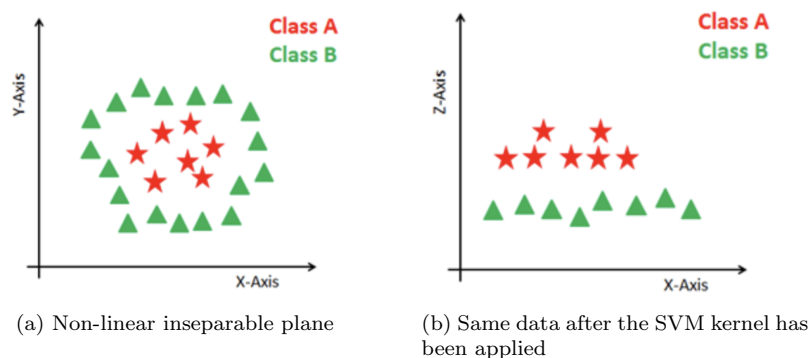 Class A
Class B
Y-Axis
X-Axis
(a) Non-linear inseparable plane
Class A
Class B
Z-Axis
X-Axis
(b) Same data after the SVM kernel has
been applied